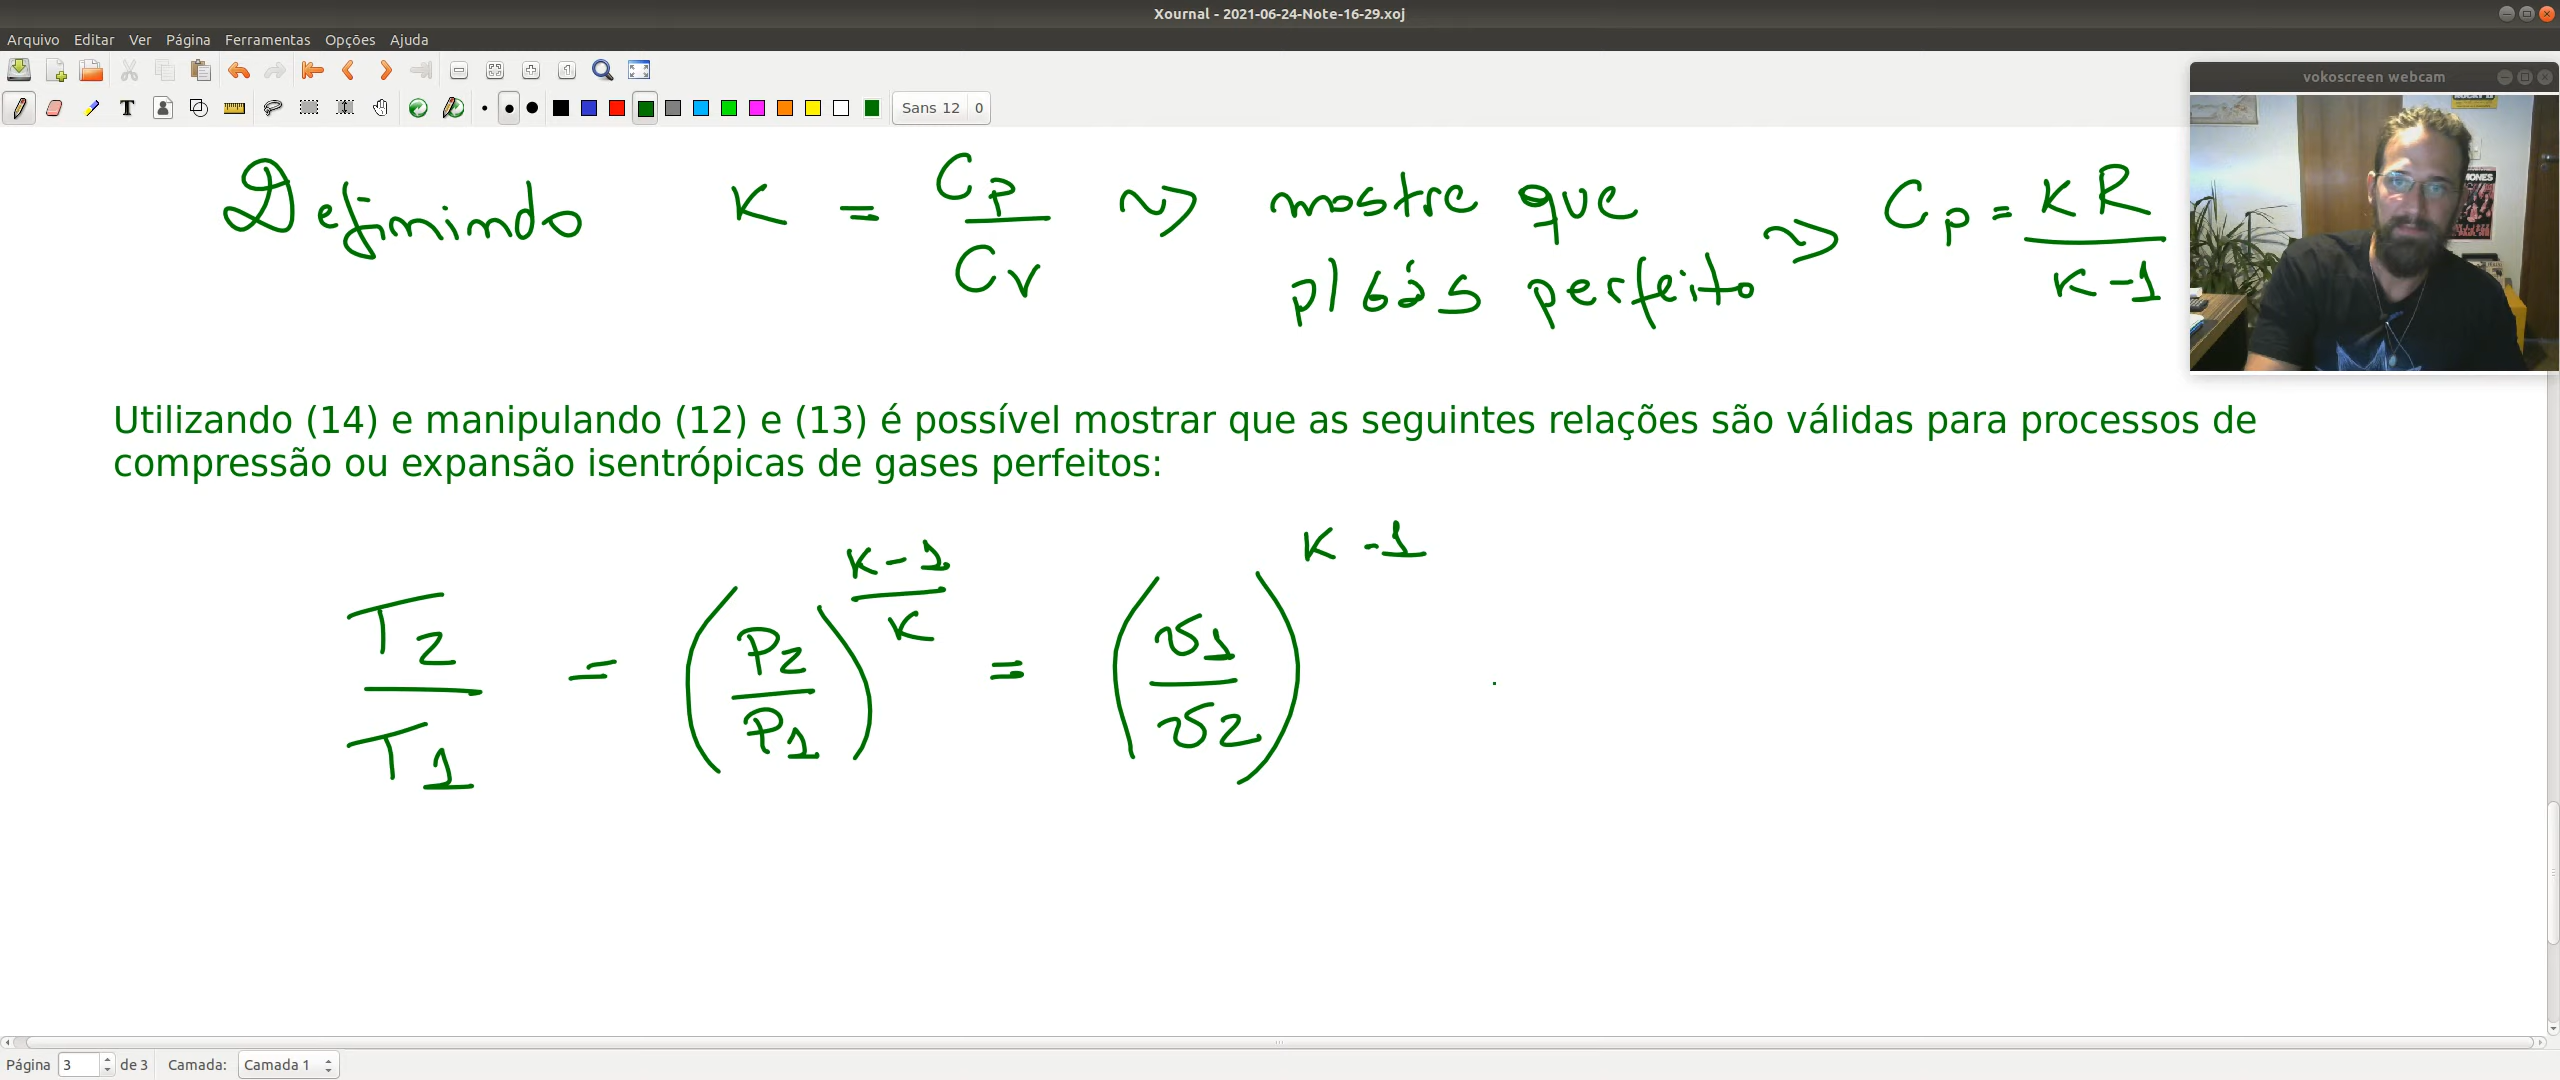 Xournal - 2021-06-24-Note-16-29.xoj
Arquivo Editar Ver Página Ferramentas Opções Ajuda
vokoscreen webcam
Sans 12 0
MONES
Definindo K = Cp / Cv ~> mostre que p/ gás perfeito ~> Cp = KR / K-1
Utilizando (14) e manipulando (12) e (13) é possível mostrar que as seguintes relações são válidas para processos de
compressão ou expansão isentrópicas de gases perfeitos:
T2 / T1 = (P2 / P1)^(K-1 / K) = (v1 / v2)^(K-1)
Página 3 de 3 Camada: Camada 1